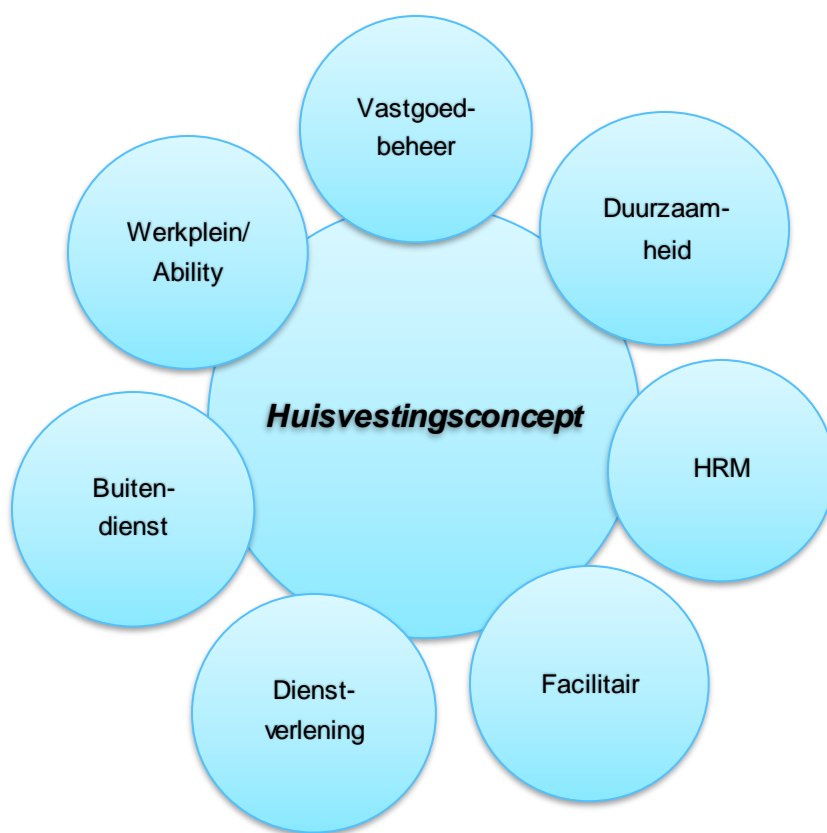 Vastgoed-
beheer
Duurzaam-
heid
HRM
Facilitair
Dienst-
verlening
Buiten-
dienst
Werkplein/
Ability
Huisvestingsconcept